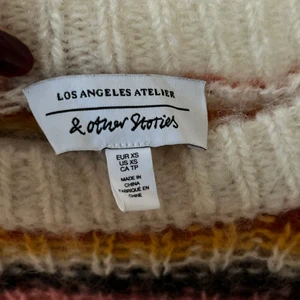 LOS ANGELES ATELIER
& other Stories
EUR XS
US XS
CA TP
MADE IN
CHINA
FABRIQUÉ EN
CHINE